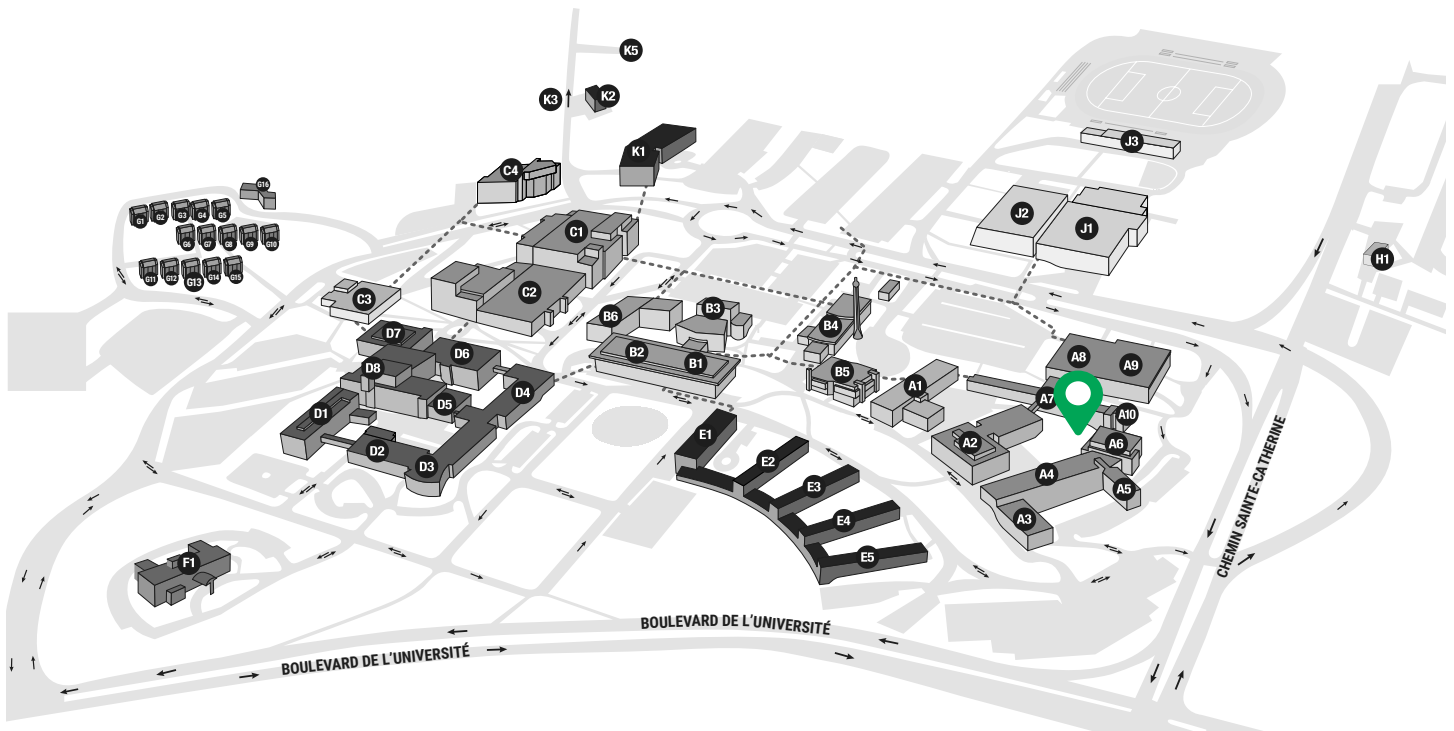 K5
K3
K2
J3
K1
C4
G16
G1
G2
G3
G4
G5
J2
J1
C1
G6
G7
G8
G9
G10
H1
G11
G12
G13
G14
G15
C3
C2
B6
B3
B4
D7
D6
B2
B1
B5
D8
A8
A9
A1
D4
D5
A7
D1
A10
E1
A2
A6
D2
D3
E2
A4
E3
A5
A3
E4
E5
F1
CHEMIN SAINTE-CATHERINE
BOULEVARD DE L'UNIVERSITÉ
BOULEVARD DE L'UNIVERSITÉ